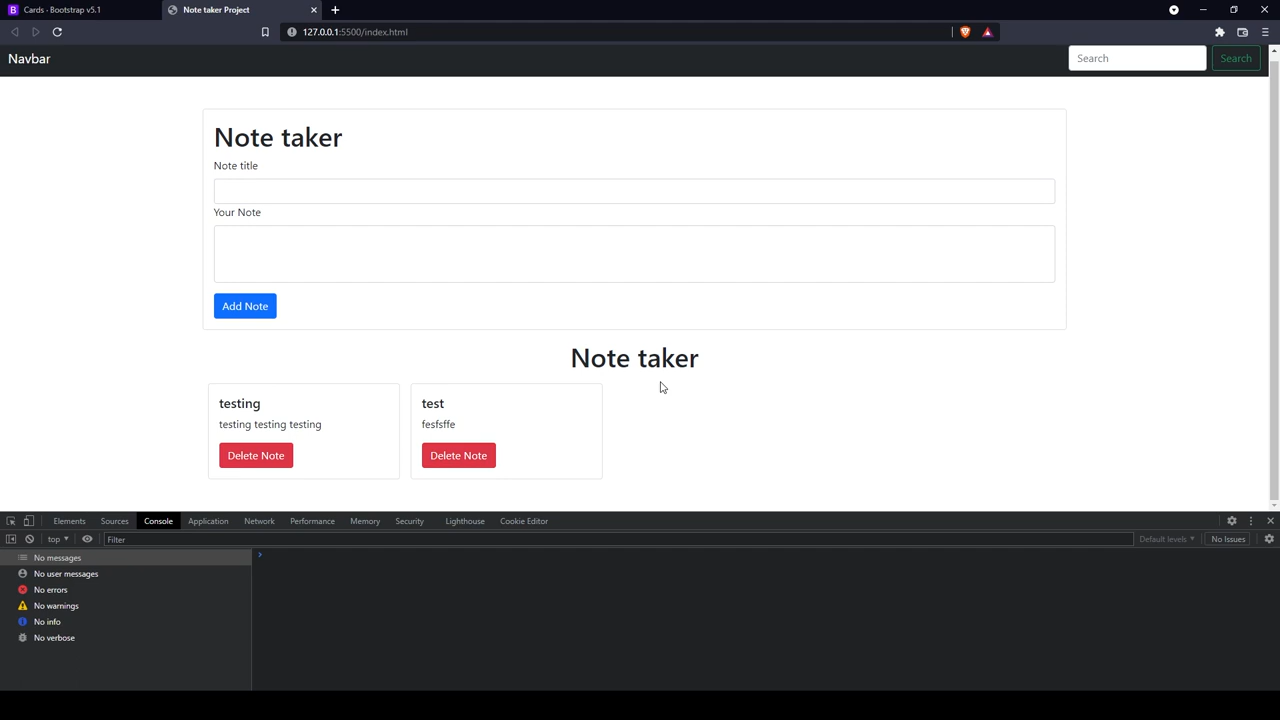 Cards · Bootstrap v5.1
Note taker Project
127.0.0.1:5500/index.html
Navbar
Search
Search
Note taker
Note title
Your Note
Add Note
Note taker
testing
testing testing testing
Delete Note
test
fesfsffe
Delete Note
Elements Sources Console Application Network Performance Memory Security Lighthouse Cookie Editor
top Filter Default levels No Issues
No messages
No user messages
No errors
No warnings
No info
No verbose